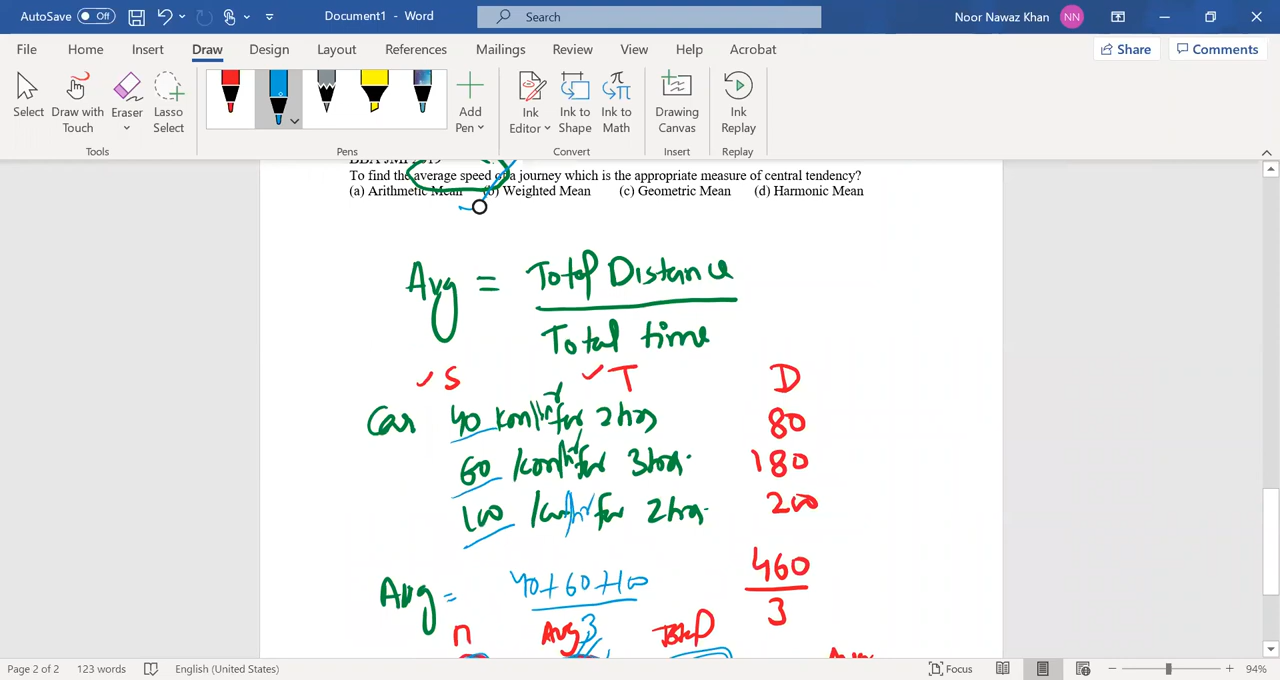 AutoSave Off Document1 - Word Search Noor Nawaz Khan NN
File Home Insert Draw Design Layout References Mailings Review View Help Acrobat Share Comments
Select Draw with Touch Eraser Lasso Select Add Pen Ink Editor Ink to Shape Ink to Math Drawing Canvas Ink Replay
Tools Pens Convert Insert Replay
To find the average speed of a journey which is the appropriate measure of central tendency?
(a) Arithmetic Mean (b) Weighted Mean (c) Geometric Mean (d) Harmonic Mean
Avg = Total Distance
Total time
S T D
Car 40 km/hr for 2 hrs 80
60 km/hr for 3 hrs. 180
100 km/hr for 2 hrs. 200
460
Avg = 40+60+100
3
3
n Avg Total
Page 2 of 2 123 words English (United States) Focus 94%